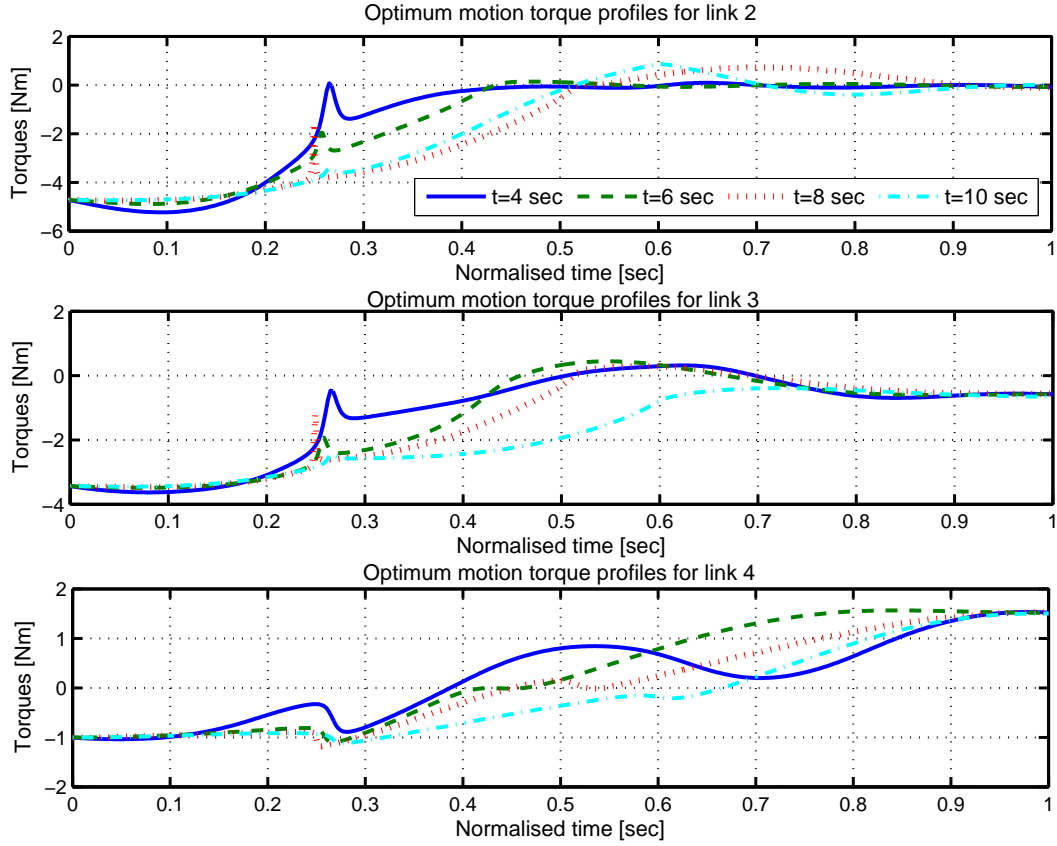 Optimum motion torque profiles for link 2
Torques [Nm]
2
0
−2
−4
−6
t=4 sec t=6 sec t=8 sec t=10 sec
0 0.1 0.2 0.3 0.4 0.5 0.6 0.7 0.8 0.9 1
Normalised time [sec]
Optimum motion torque profiles for link 3
Torques [Nm]
2
0
−2
−4
0 0.1 0.2 0.3 0.4 0.5 0.6 0.7 0.8 0.9 1
Normalised time [sec]
Optimum motion torque profiles for link 4
Torques [Nm]
2
1
0
−1
−2
0 0.1 0.2 0.3 0.4 0.5 0.6 0.7 0.8 0.9 1
Normalised time [sec]